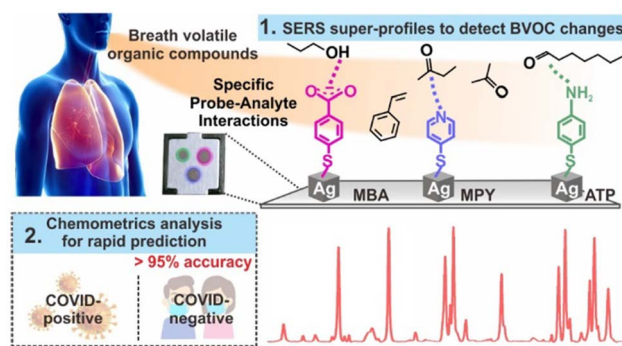 Breath volatile
organic compounds
1. SERS super-profiles to detect BVOC changes
Specific
Probe-Analyte
Interactions
OH
O
O
O
O
O
N
NH₂
S
S
S
Ag
Ag
Ag
MBA
MPY
ATP
2. Chemometrics analysis
for rapid prediction
> 95% accuracy
COVID-
positive
COVID-
negative